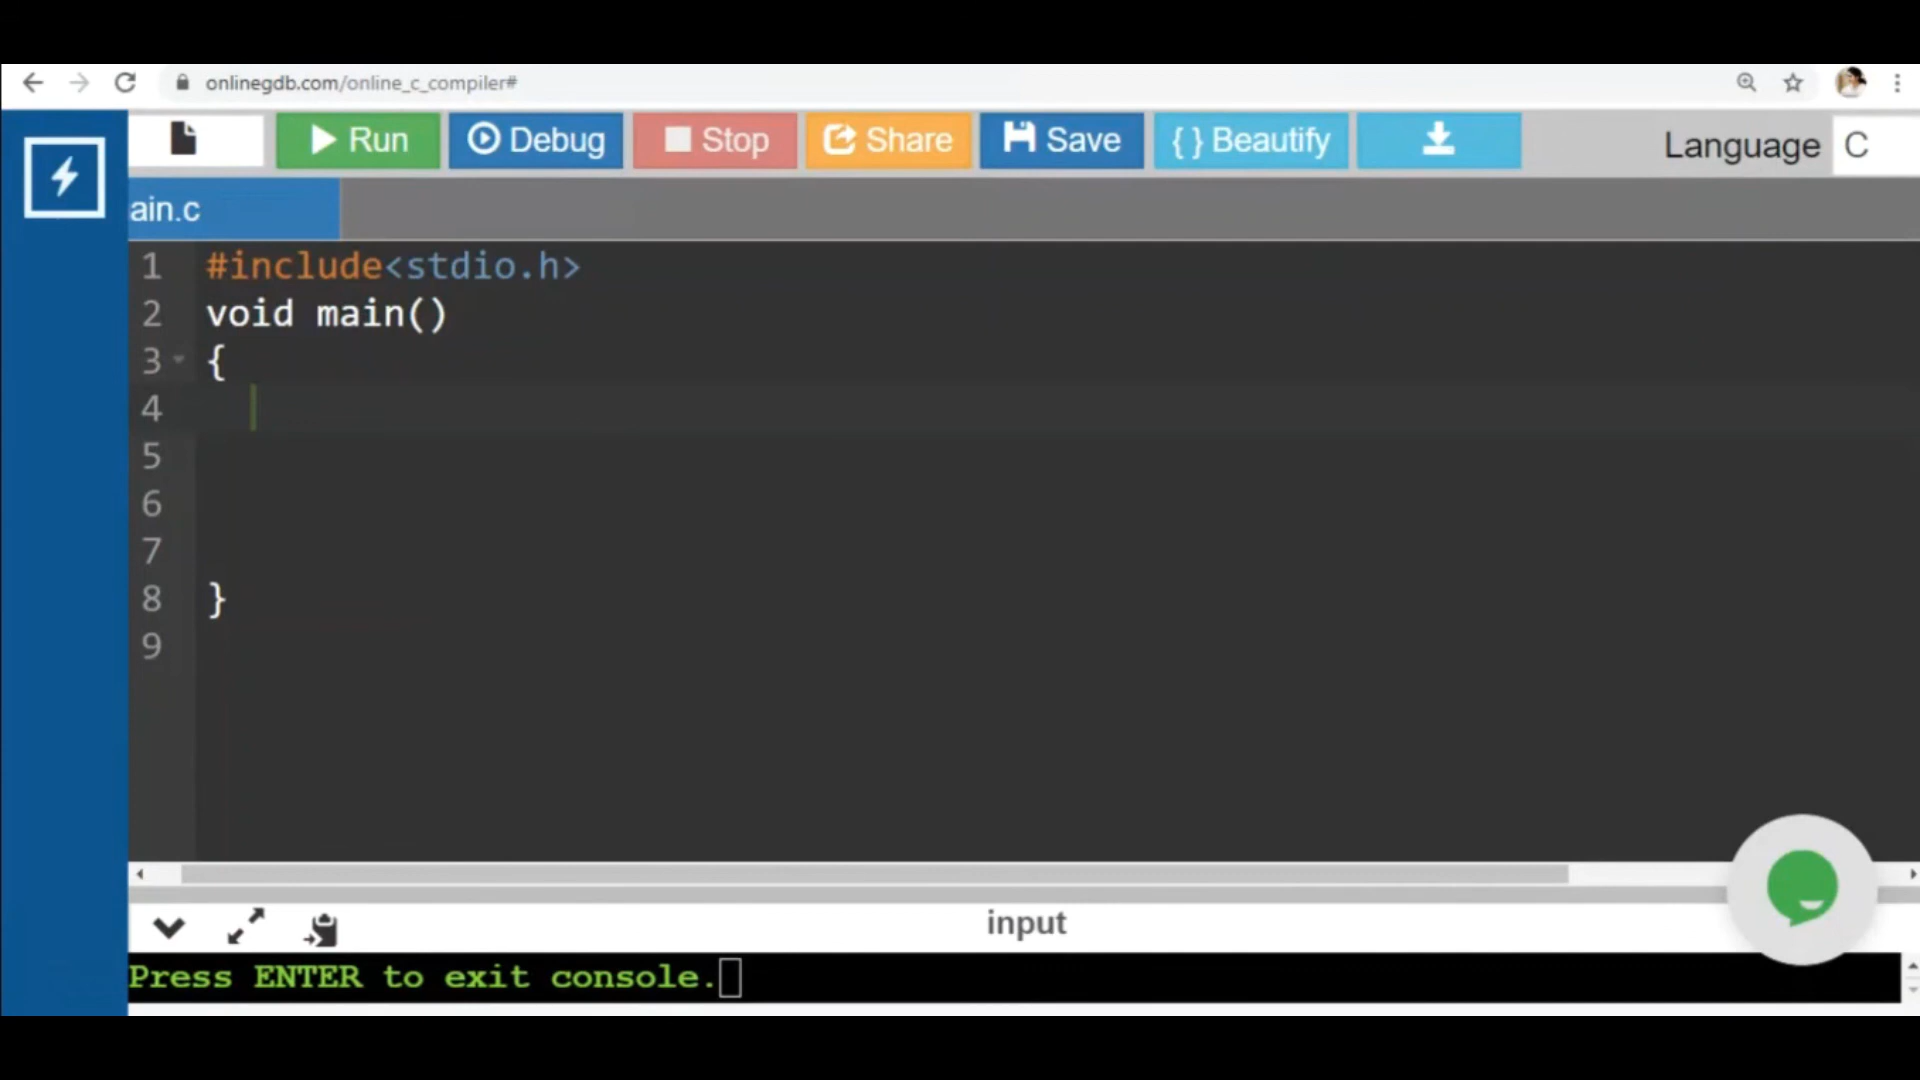 onlinegdb.com/online_c_compiler#
Run Debug Stop Share Save { } Beautify Language C
ain.c
1 #include<stdio.h>
2 void main()
3 {
4
5
6
7
8 }
9
input
Press ENTER to exit console.